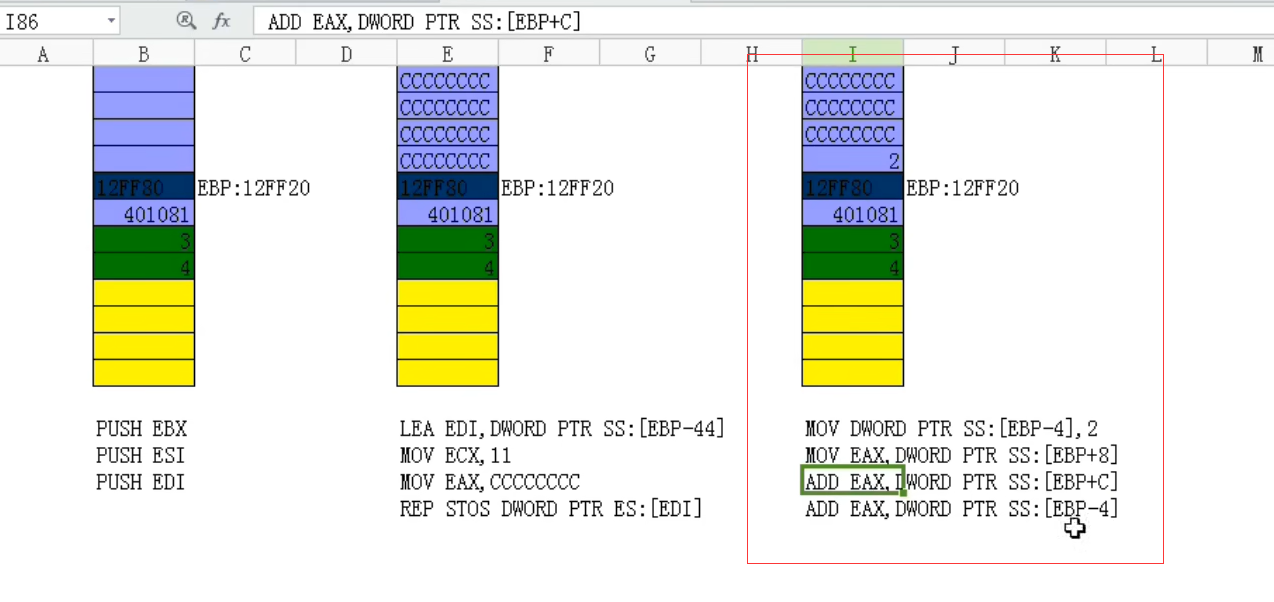 I86 fx ADD EAX,DWORD PTR SS:[EBP+C]
A B C D E F G H I J K L M
CCCCCCCC CCCCCCCC
CCCCCCCC CCCCCCCC
CCCCCCCC CCCCCCCC
CCCCCCCC 2
12FF80 EBP:12FF20 12FF80 EBP:12FF20 12FF80 EBP:12FF20
401081 401081 401081
3 3 3
4 4 4
PUSH EBX LEA EDI,DWORD PTR SS:[EBP-44] MOV DWORD PTR SS:[EBP-4],2
PUSH ESI MOV ECX,11 MOV EAX,DWORD PTR SS:[EBP+8]
PUSH EDI MOV EAX,CCCCCCCC ADD EAX,DWORD PTR SS:[EBP+C]
REP STOS DWORD PTR ES:[EDI] ADD EAX,DWORD PTR SS:[EBP-4]